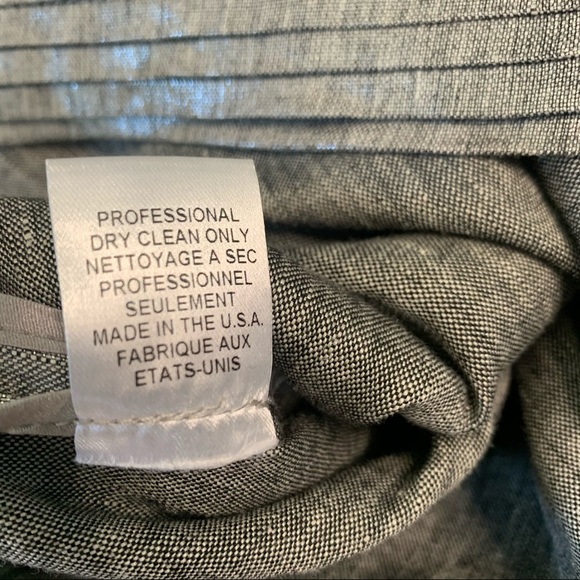 PROFESSIONAL
DRY CLEAN ONLY
NETTOYAGE A SEC
PROFESSIONNEL
SEULEMENT
MADE IN THE U.S.A.
FABRIQUE AUX
ETATS-UNIS